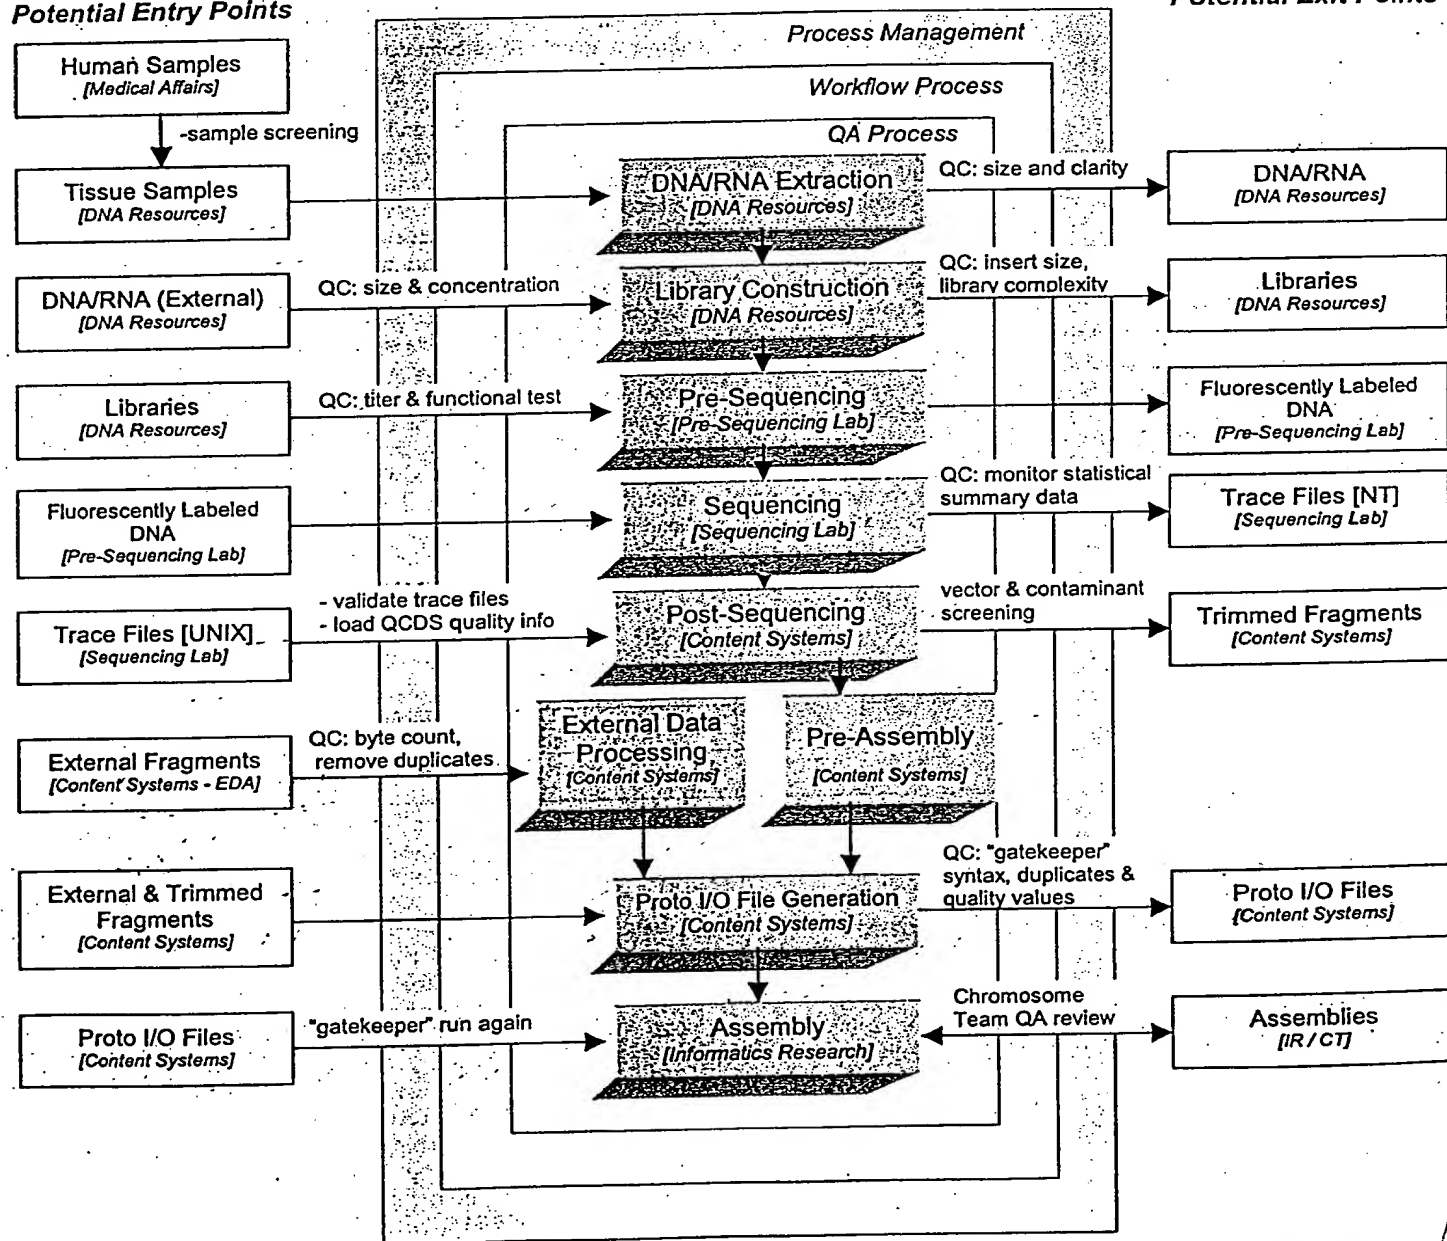 Potential Entry Points
Potential Exit Points
Process Management
Workflow Process
QA Process
Human Samples
[Medical Affairs]
-sample screening
Tissue Samples
[DNA Resources]
DNA/RNA Extraction
[DNA Resources]
QC: size and clarity
DNA/RNA
[DNA Resources]
DNA/RNA (External)
[DNA Resources]
QC: size & concentration
Library Construction
[DNA Resources]
QC: insert size,
library complexity
Libraries
[DNA Resources]
Libraries
[DNA Resources]
QC: titer & functional test
Pre-Sequencing
[Pre-Sequencing Lab]
Fluorescently Labeled
DNA
[Pre-Sequencing Lab]
Fluorescently Labeled
DNA
[Pre-Sequencing Lab]
Sequencing
[Sequencing Lab]
QC: monitor statistical
summary data
Trace Files [NT]
[Sequencing Lab]
Trace Files [UNIX]
[Sequencing Lab]
- validate trace files
- load QCDS quality info
Post-Sequencing
[Content Systems]
vector & contaminant
screening
Trimmed Fragments
[Content Systems]
External Fragments
[Content Systems - EDA]
QC: byte count,
remove duplicates
External Data
Processing
[Content Systems]
Pre-Assembly
[Content Systems]
External & Trimmed
Fragments
[Content Systems]
Proto I/O File Generation
[Content Systems]
QC: "gatekeeper"
syntax, duplicates &
quality values
Proto I/O Files
[Content Systems]
Proto I/O Files
[Content Systems]
"gatekeeper" run again
Assembly
[Informatics Research]
Chromosome
Team QA review
Assemblies
[IR / CT]